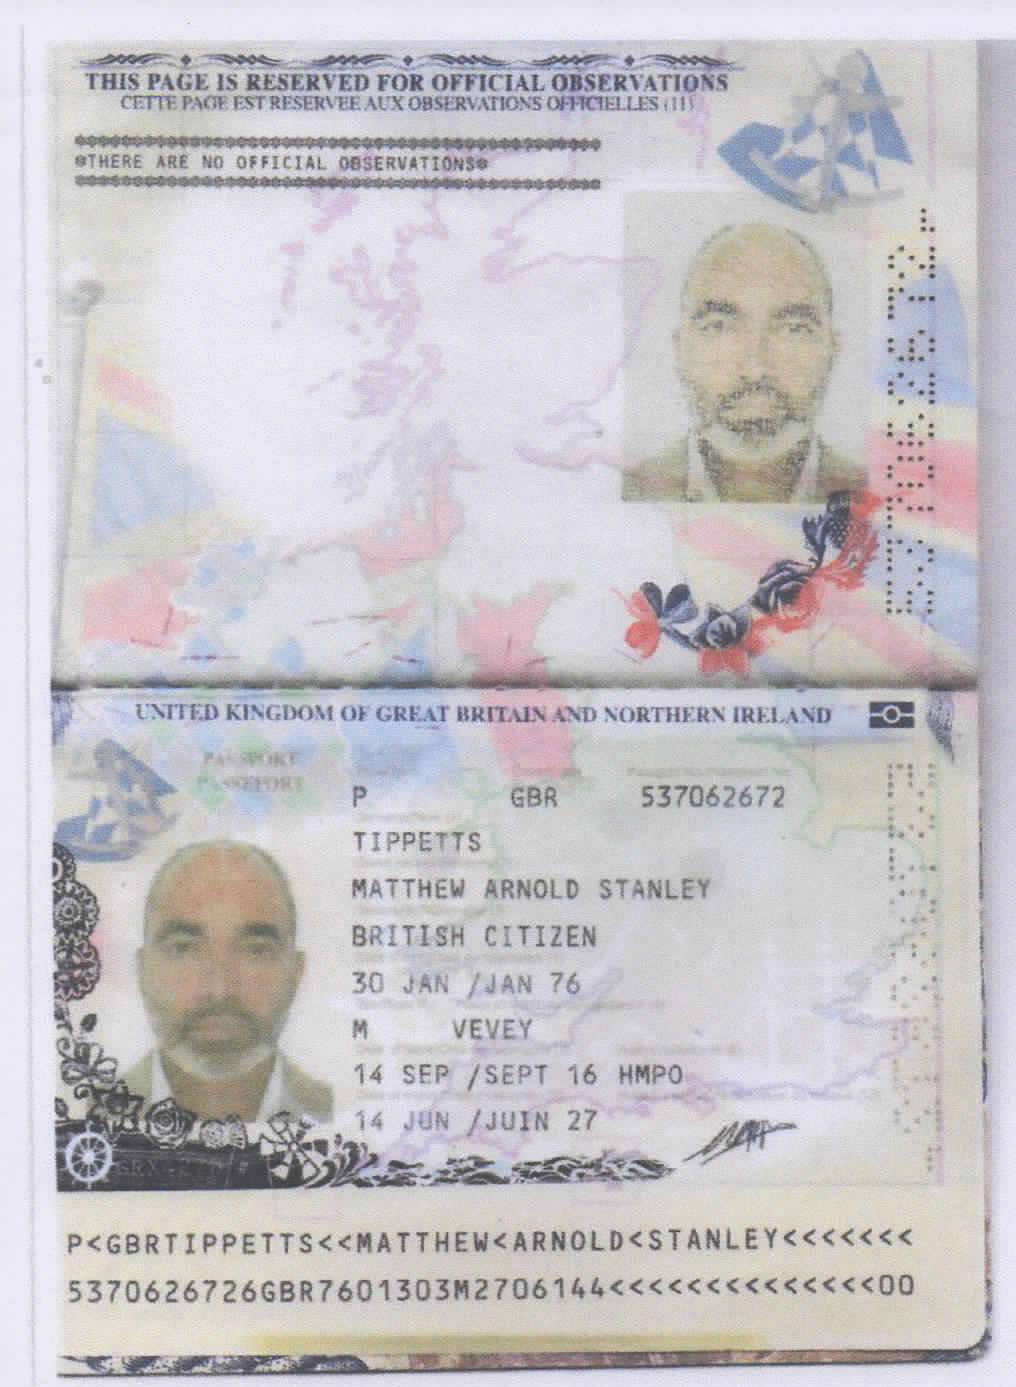 THIS PAGE IS RESERVED FOR OFFICIAL OBSERVATIONS
CETTE PAGE EST RESERVEE AUX OBSERVATIONS OFFICIELLES (11)
*THERE ARE NO OFFICIAL OBSERVATIONS*
UNITED KINGDOM OF GREAT BRITAIN AND NORTHERN IRELAND
PASSPORT
PASSEPORT
P GBR 537062672
TIPPETTS
MATTHEW ARNOLD STANLEY
BRITISH CITIZEN
30 JAN /JAN 76
M VEVEY
14 SEP /SEPT 16 HMPO
14 JUN /JUIN 27
P<GBRTIPPETTS<<MATTHEW<ARNOLD<STANLEY<<<<<<<
5370626726GBR7601303M2706144<<<<<<<<<<<<<<00